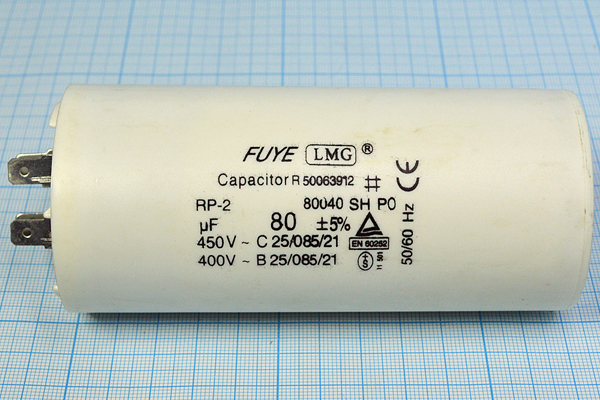 FUYE LMG ®
Capacitor R 50063912
RP-2 80040 SH P0
µF 80 ±5%
450V ~ C 25/085/21 EN 60252
400V ~ B 25/085/21
50/60 Hz
CE